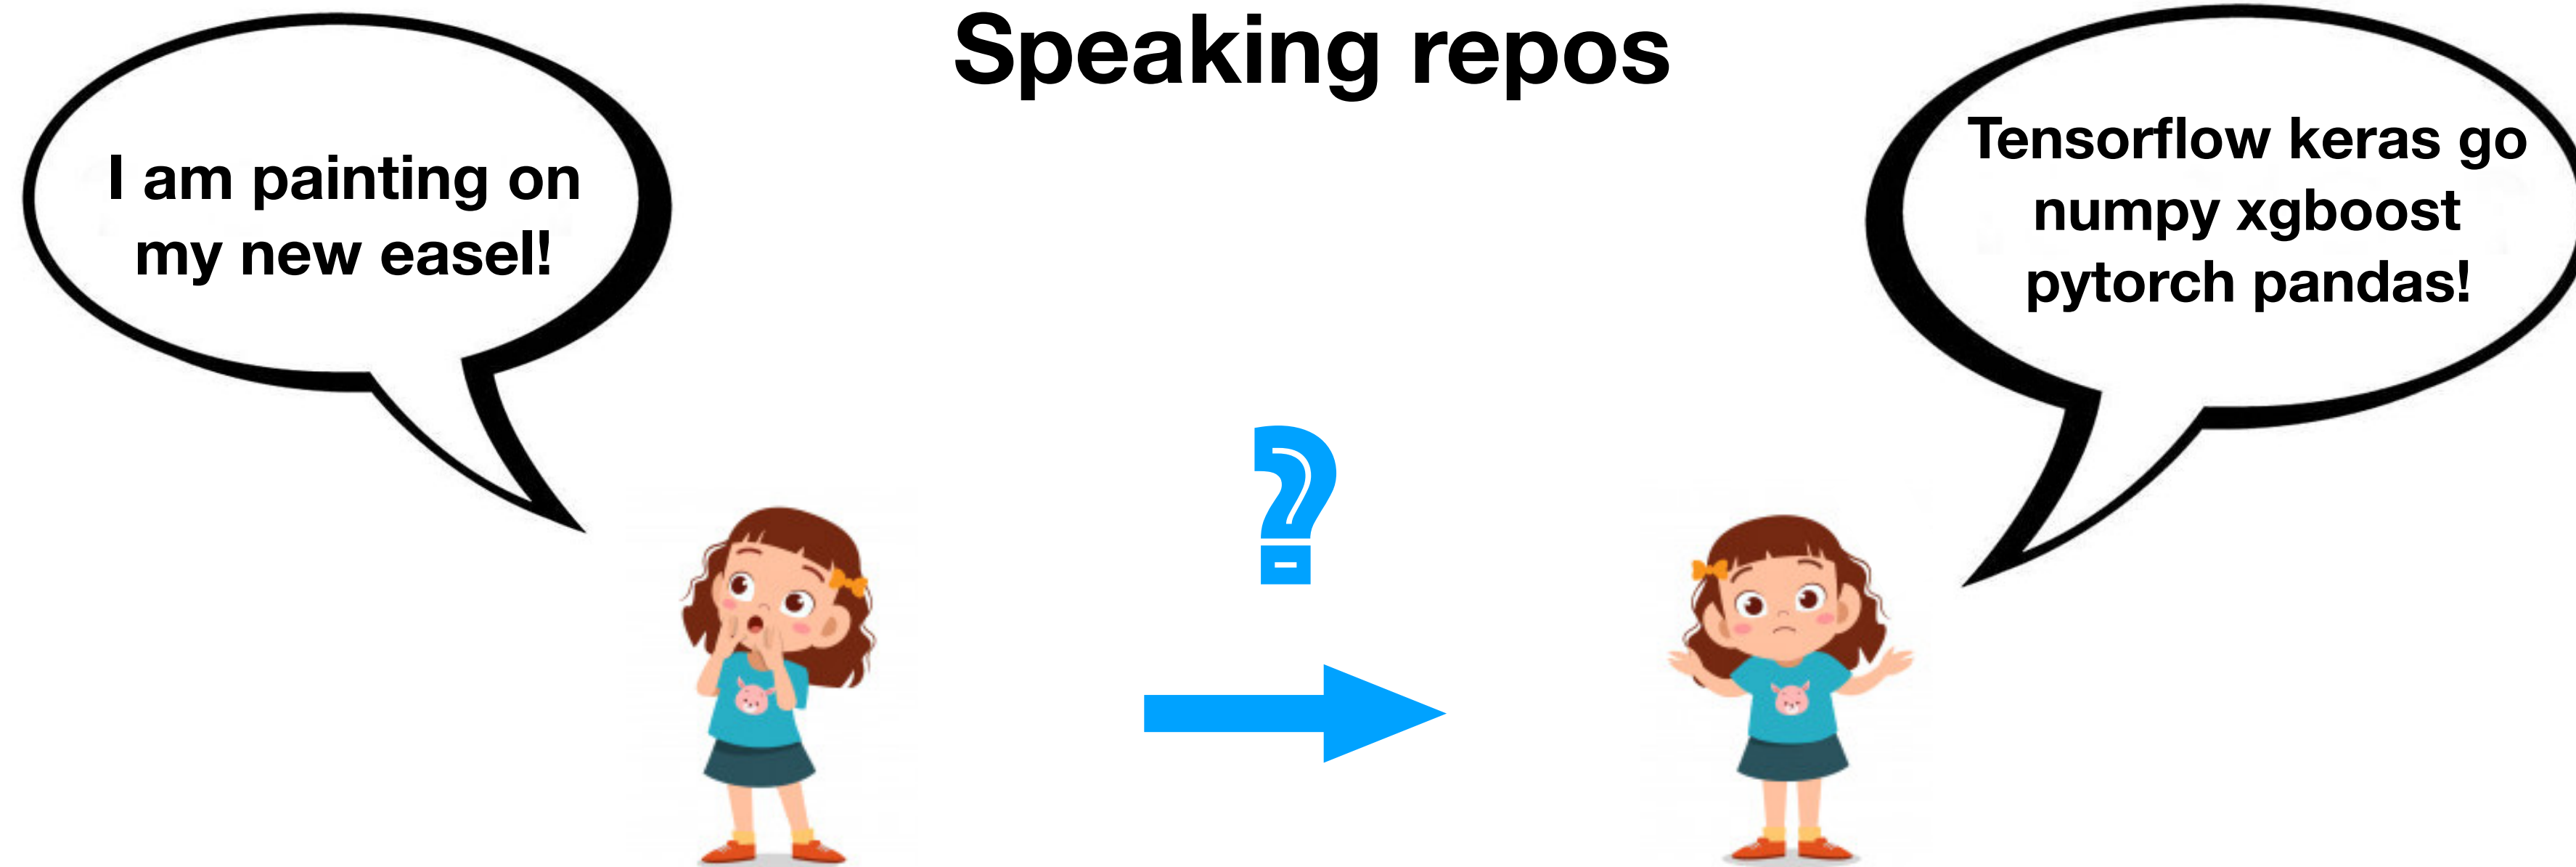 Speaking repos
I am painting on
my new easel!
Tensorflow keras go
numpy xgboost
pytorch pandas!
?